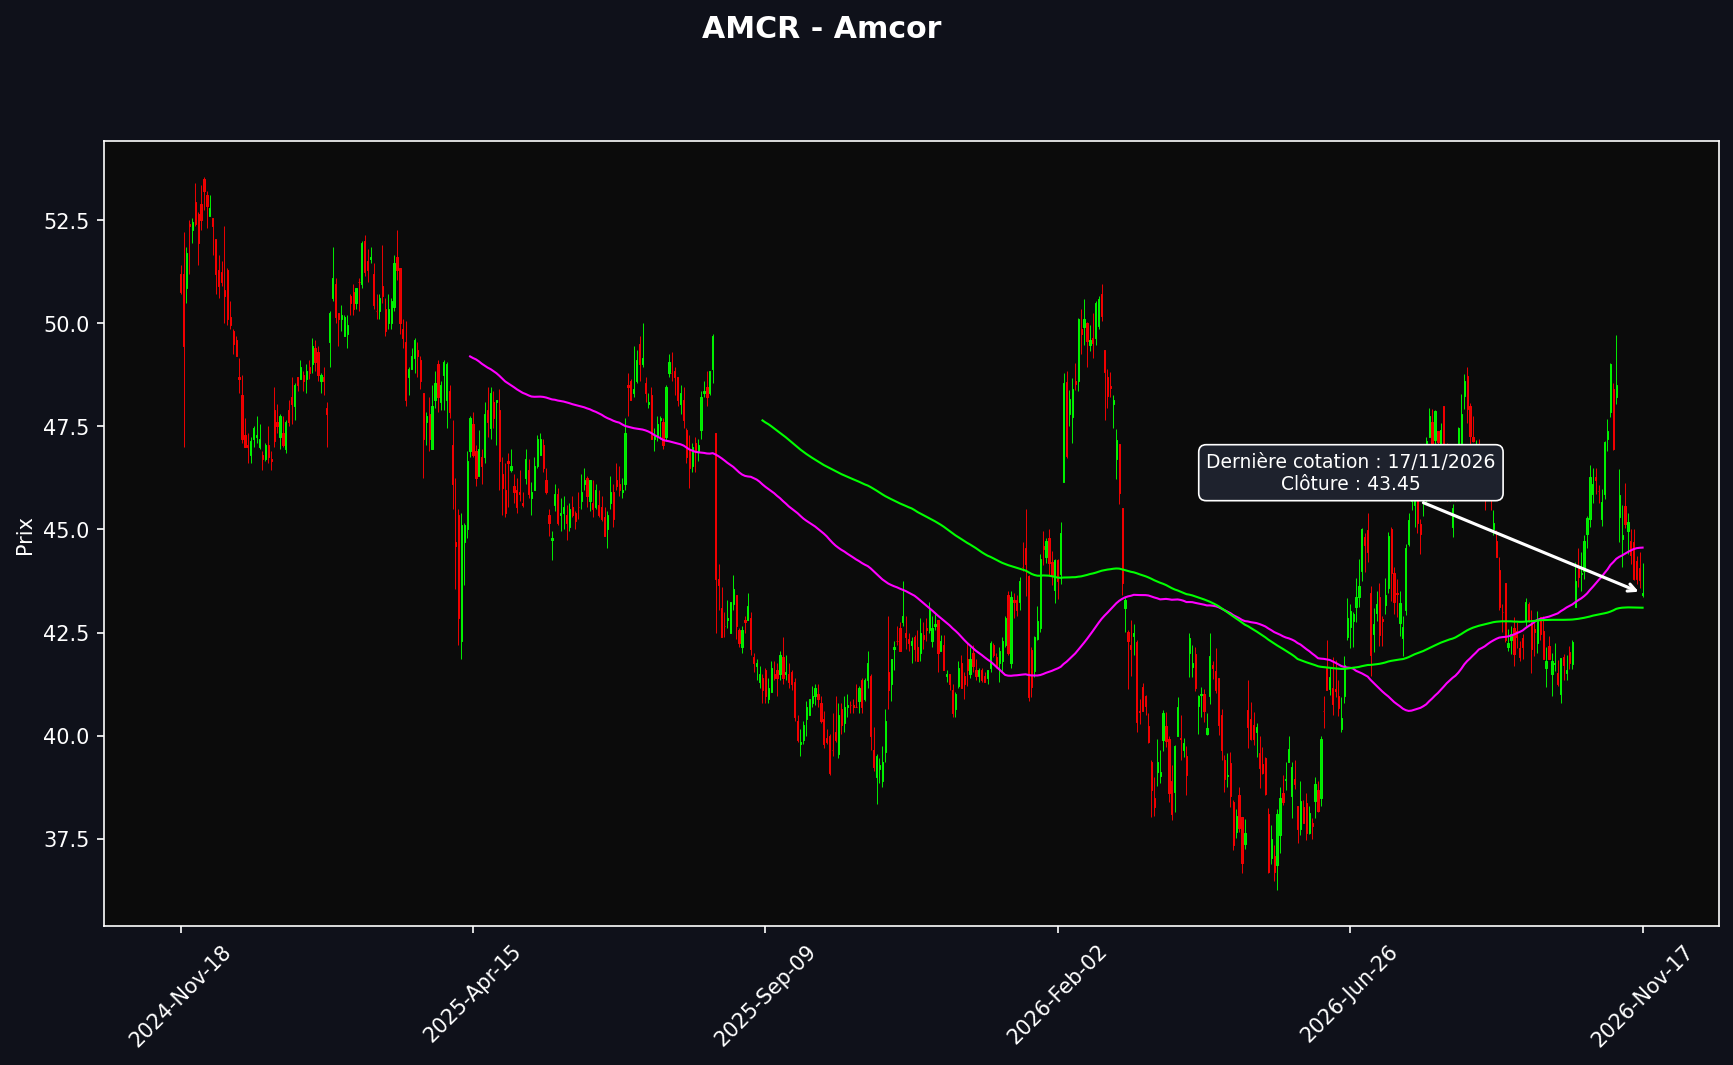 AMCR - Amcor
Prix
52.5
50.0
47.5
45.0
42.5
40.0
37.5
Dernière cotation : 17/11/2026
Clôture : 43.45
2024-Nov-18
2025-Apr-15
2025-Sep-09
2026-Feb-02
2026-Jun-26
2026-Nov-17